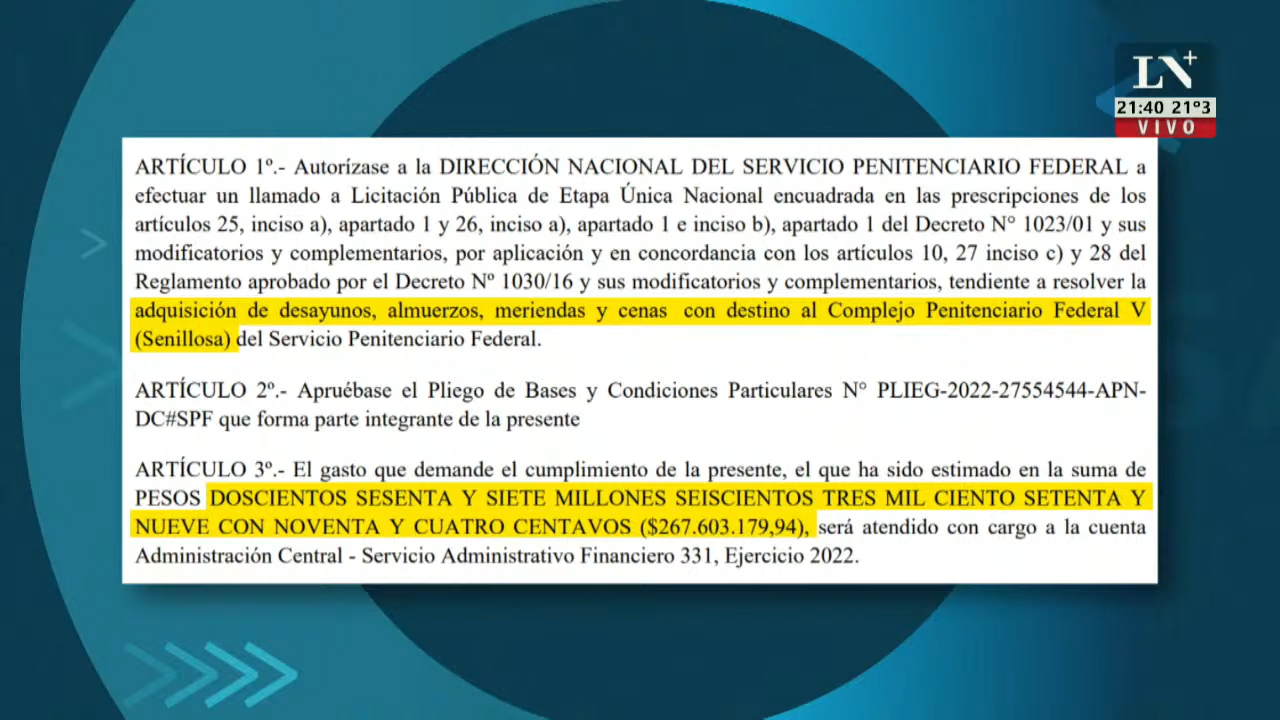 LN+
21:40 21º3
VIVO
ARTÍCULO 1º.- Autorízase a la DIRECCIÓN NACIONAL DEL SERVICIO PENITENCIARIO FEDERAL a
efectuar un llamado a Licitación Pública de Etapa Única Nacional encuadrada en las prescripciones de los
artículos 25, inciso a), apartado 1 y 26, inciso a), apartado 1 e inciso b), apartado 1 del Decreto N° 1023/01 y sus
modificatorios y complementarios, por aplicación y en concordancia con los artículos 10, 27 inciso c) y 28 del
Reglamento aprobado por el Decreto Nº 1030/16 y sus modificatorios y complementarios, tendiente a resolver la
adquisición de desayunos, almuerzos, meriendas y cenas con destino al Complejo Penitenciario Federal V
(Senillosa) del Servicio Penitenciario Federal.
ARTÍCULO 2º.- Apruébase el Pliego de Bases y Condiciones Particulares N° PLIEG-2022-27554544-APN-
DC#SPF que forma parte integrante de la presente
ARTÍCULO 3º.- El gasto que demande el cumplimiento de la presente, el que ha sido estimado en la suma de
PESOS DOSCIENTOS SESENTA Y SIETE MILLONES SEISCIENTOS TRES MIL CIENTO SETENTA Y
NUEVE CON NOVENTA Y CUATRO CENTAVOS ($267.603.179,94), será atendido con cargo a la cuenta
Administración Central - Servicio Administrativo Financiero 331, Ejercicio 2022.